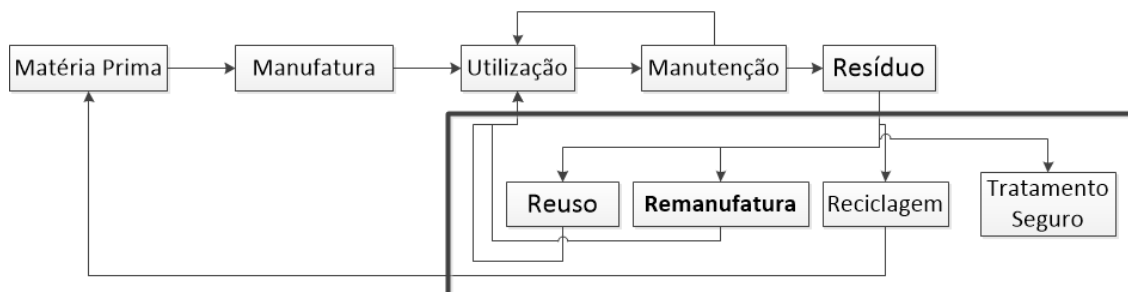 Matéria Prima
Manufatura
Utilização
Manutenção
Resíduo
Reuso
Remanufatura
Reciclagem
Tratamento
Seguro